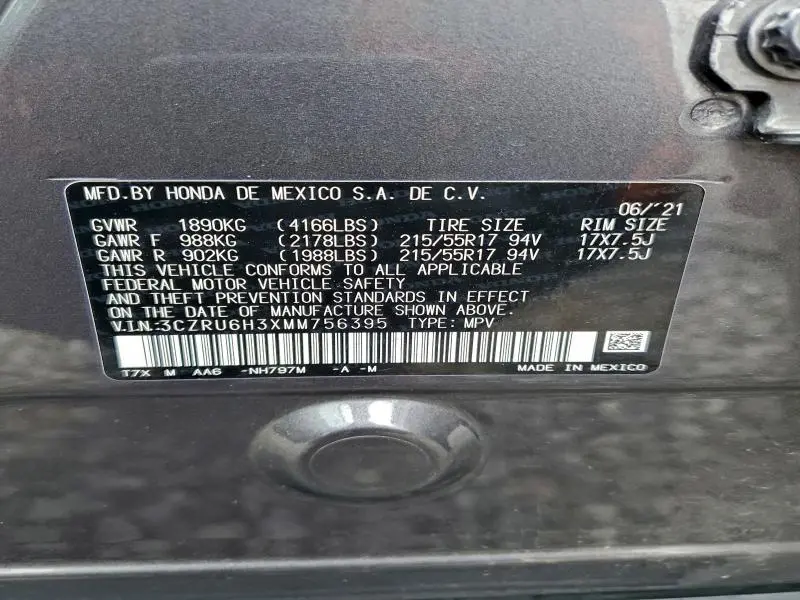 MFD.BY HONDA DE MEXICO S.A. DE C.V.
06/'21
GVWR 1890KG (4166LBS) TIRE SIZE RIM SIZE
GAWR F 988KG (2178LBS) 215/55R17 94V 17X7.5J
GAWR R 902KG (1988LBS) 215/55R17 94V 17X7.5J
THIS VEHICLE CONFORMS TO ALL APPLICABLE
FEDERAL MOTOR VEHICLE SAFETY
AND THEFT PREVENTION STANDARDS IN EFFECT
ON THE DATE OF MANUFACTURE SHOWN ABOVE.
V.I.N.:3CZRU6H3XMM756395 TYPE: MPV
T7X M AA6 -NH797M -A -M MADE IN MEXICO